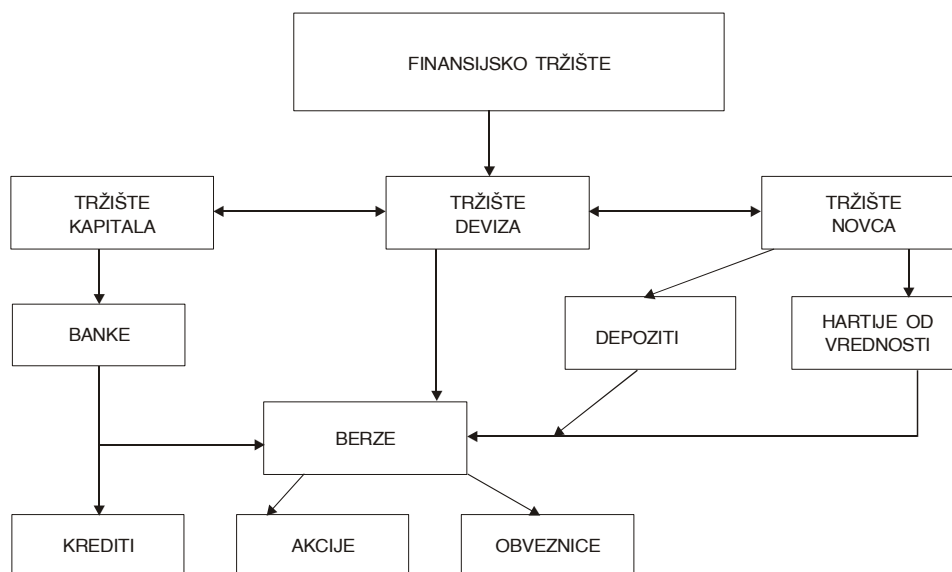 FINANSIJSKO TRŽIŠTE
TRŽIŠTE
KAPITALA
TRŽIŠTE
DEVIZA
TRŽIŠTE
NOVCA
BANKE
DEPOZITI
HARTIJE OD
VREDNOSTI
BERZE
KREDITI
AKCIJE
OBVEZNICE